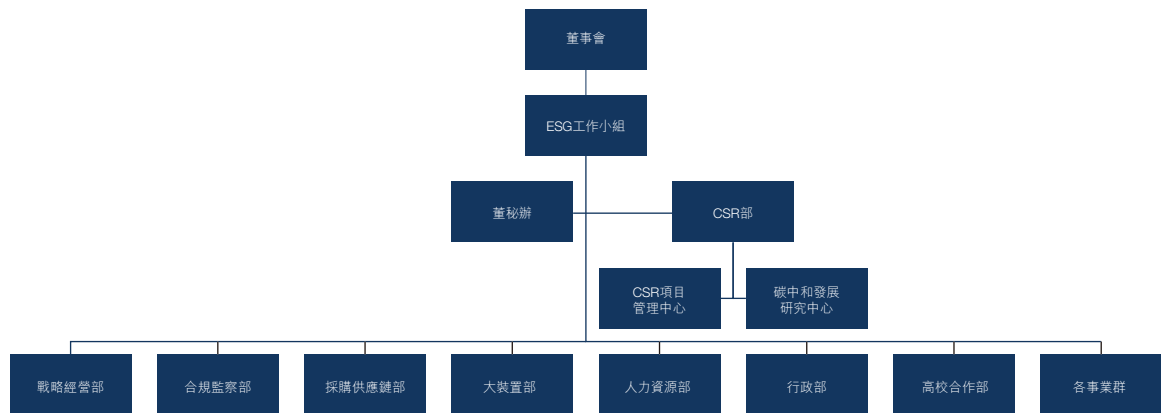 董事會
ESG工作小組
董秘辦
CSR部
CSR項目
管理中心
碳中和發展
研究中心
戰略經營部
合規監察部
採購供應鏈部
大裝置部
人力資源部
行政部
高校合作部
各事業群